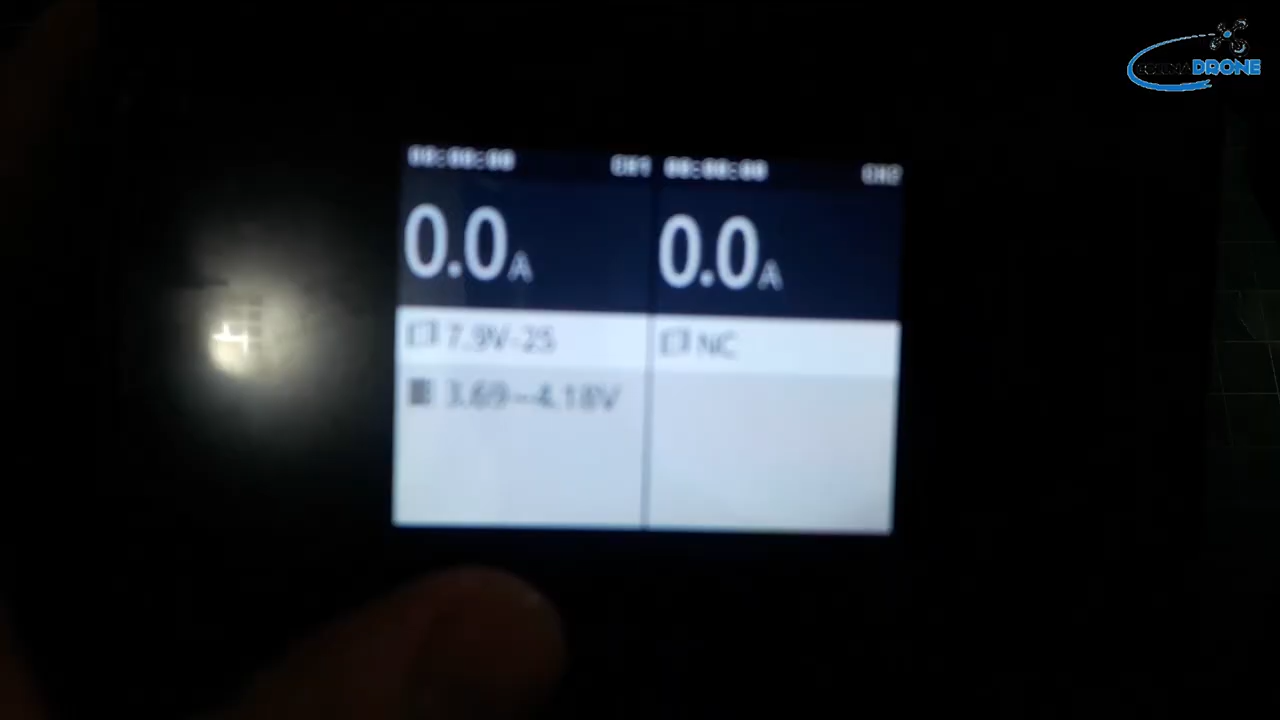 DRONE
00:00:00 CH1
0.0A
7.9V-2S
3.69~4.18V
00:00:00 CH2
0.0A
NC